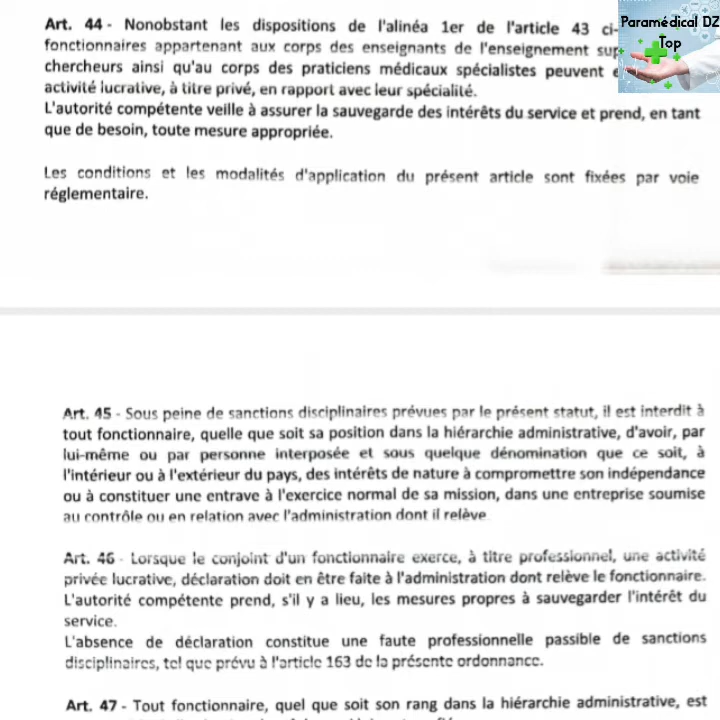 Paramédical DZ
Top
Art. 44 - Nonobstant les dispositions de l'alinéa 1er de l'article 43 ci-
fonctionnaires appartenant aux corps des enseignants de l'enseignement sup
chercheurs ainsi qu'au corps des praticiens médicaux spécialistes peuvent
activité lucrative, à titre privé, en rapport avec leur spécialité.
L'autorité compétente veille à assurer la sauvegarde des intérêts du service et prend, en tant
que de besoin, toute mesure appropriée.
Les conditions et les modalités d'application du présent article sont fixées par voie
réglementaire.
Art. 45 - Sous peine de sanctions disciplinaires prévues par le présent statut, il est interdit à
tout fonctionnaire, quelle que soit sa position dans la hiérarchie administrative, d'avoir, par
lui-même ou par personne interposée et sous quelque dénomination que ce soit, à
l'intérieur ou à l'extérieur du pays, des intérêts de nature à compromettre son indépendance
ou à constituer une entrave à l'exercice normal de sa mission, dans une entreprise soumise
au contrôle ou en relation avec l'administration dont il relève
Art. 46 - Lorsque le conjoint d'un fonctionnaire exerce, à titre professionnel, une activité
privée lucrative, déclaration doit en être faite à l'administration dont relève le fonctionnaire.
L'autorité compétente prend, s'il y a lieu, les mesures propres à sauvegarder l'intérêt du
service.
L'absence de déclaration constitue une faute professionnelle passible de sanctions
disciplinaires, tel que prévu à l'article 163 de la présente ordonnance.
Art. 47 - Tout fonctionnaire, quel que soit son rang dans la hiérarchie administrative, est